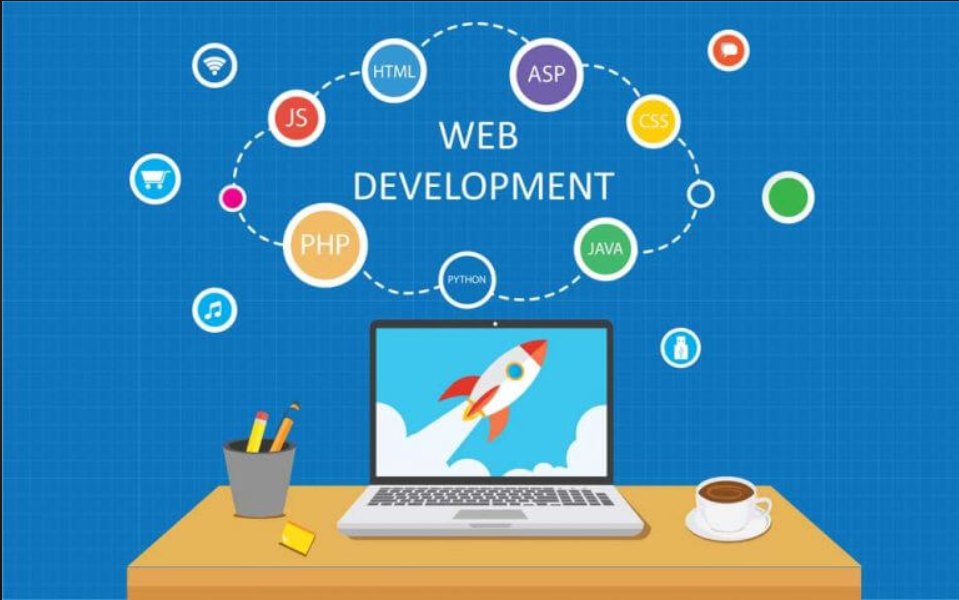 HTML
ASP
JS
CSS
WEB
DEVELOPMENT
PHP
JAVA
PYTHON